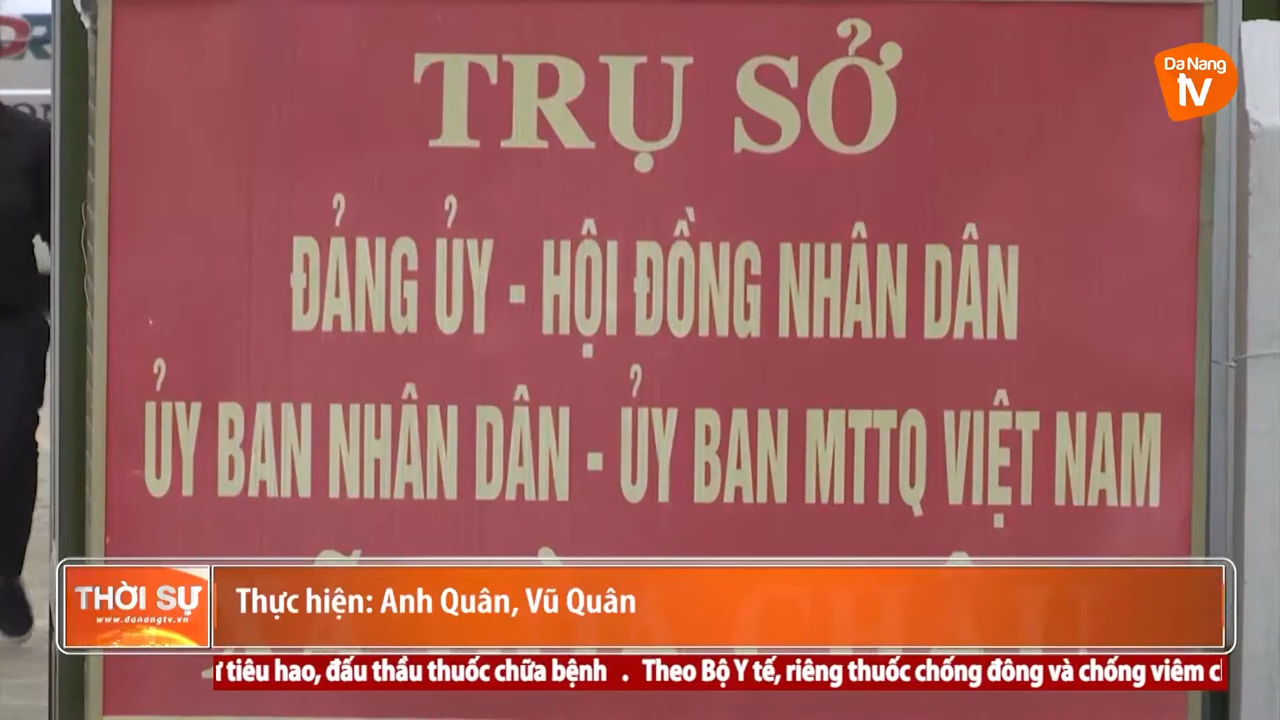 Da Nang
tv
TRỤ SỞ
ĐẢNG ỦY - HỘI ĐỒNG NHÂN DÂN
ỦY BAN NHÂN DÂN - ỦY BAN MTTQ VIỆT NAM
THỜI SỰ
www.danangtv.vn
Thực hiện: Anh Quân, Vũ Quân
tiêu hao, đấu thầu thuốc chữa bệnh . Theo Bộ Y tế, riêng thuốc chống đông và chống viêm